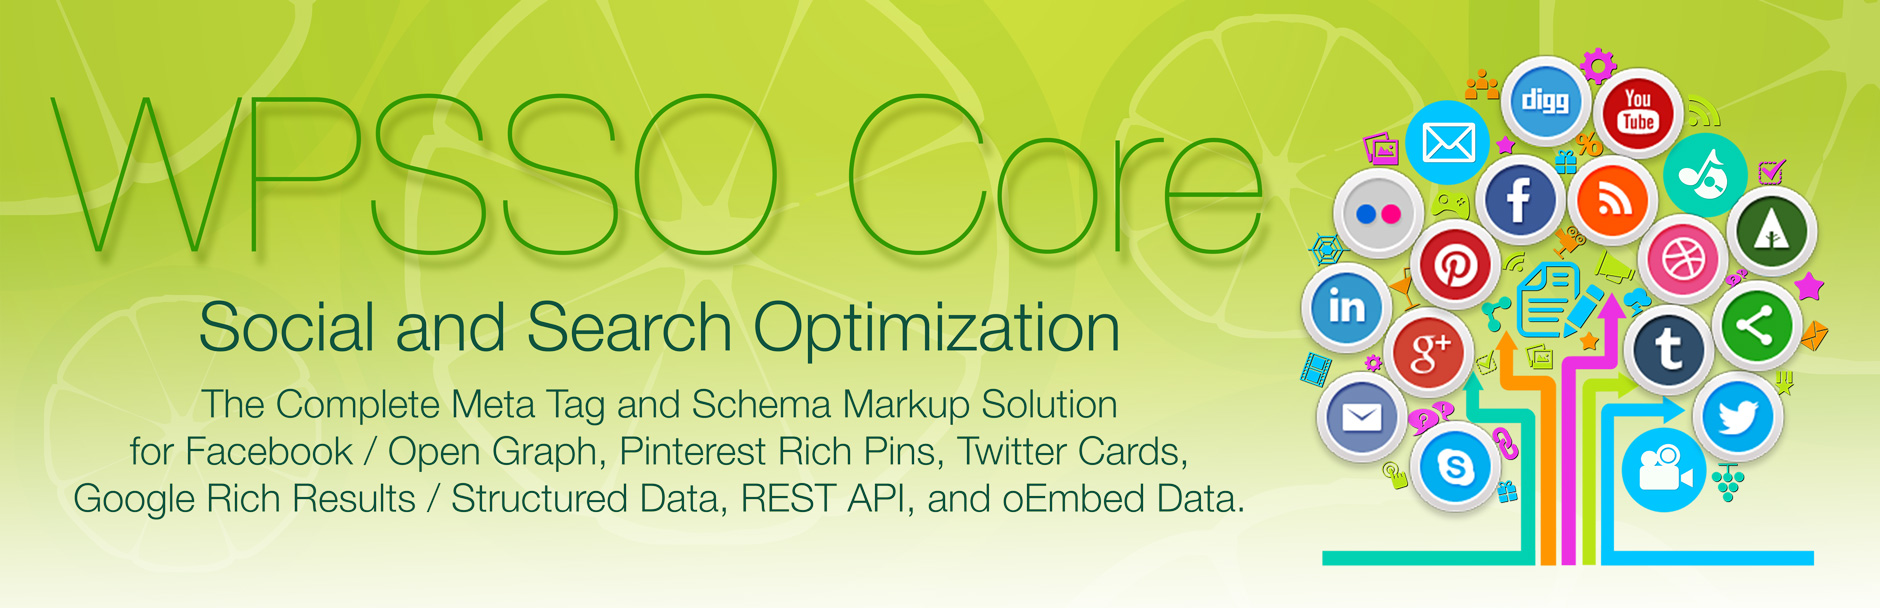 WPSSO Core
Social and Search Optimization
The Complete Meta Tag and Schema Markup Solution
for Facebook / Open Graph, Pinterest Rich Pins, Twitter Cards,
Google Rich Results / Structured Data, REST API, and oEmbed Data.
digg
You
Tube
f
in
g+
t
S
%